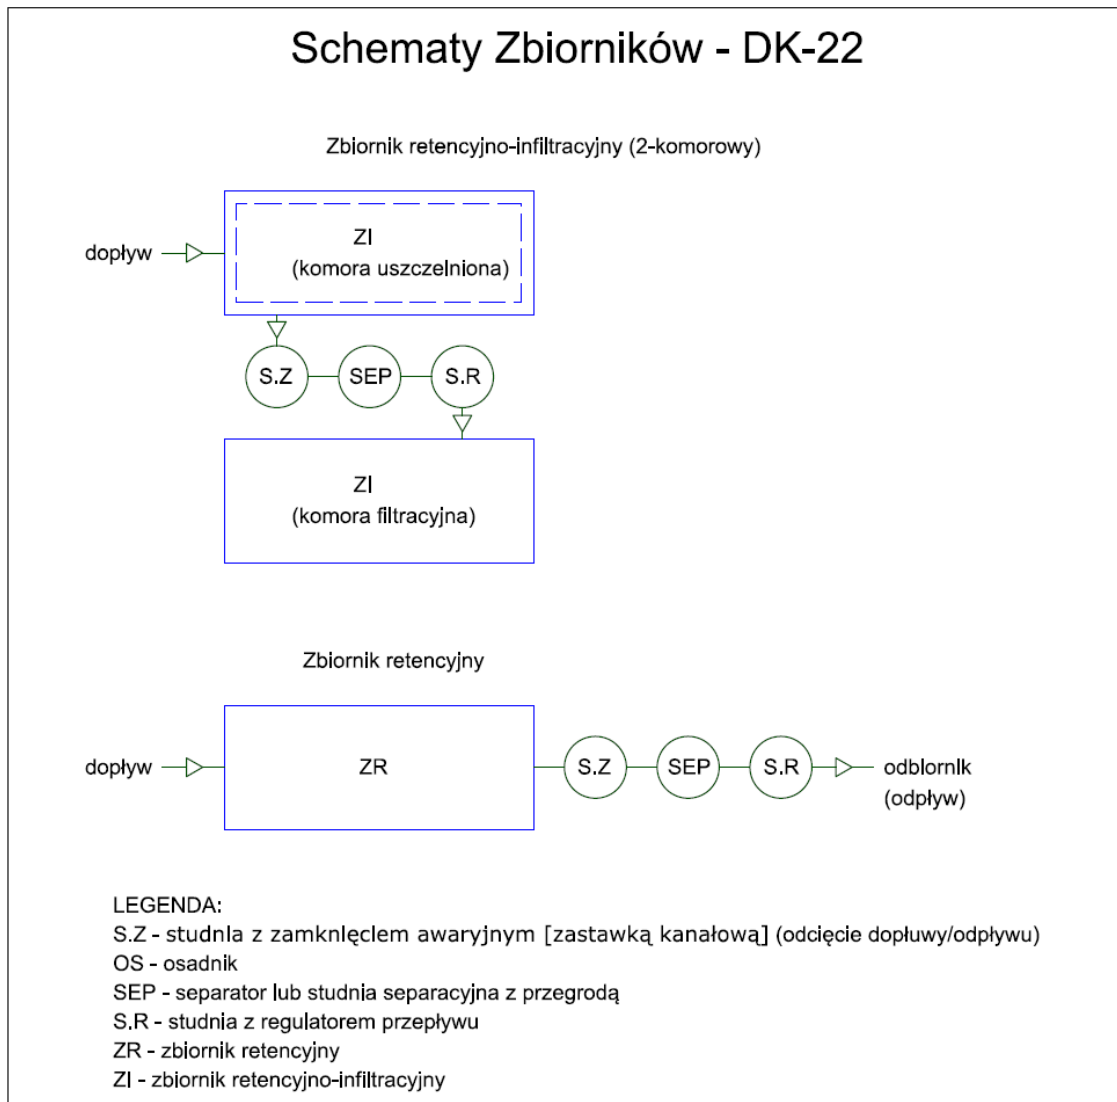 Schematy Zbiorników - DK-22
Zbiornik retencyjno-infiltracyjny (2-komorowy)
dopływ
ZI
(komora uszczelniona)
S.Z
SEP
S.R
ZI
(komora filtracyjna)
Zbiornik retencyjny
dopływ
ZR
S.Z
SEP
S.R
odbiornik
(odpływ)
LEGENDA:
S.Z - studnia z zamknięciem awaryjnym [zastawką kanałową] (odcięcie dopłuwy/odpływu)
OS - osadnik
SEP - separator lub studnia separacyjna z przegrodą
S.R - studnia z regulatorem przepływu
ZR - zbiornik retencyjny
ZI - zbiornik retencyjno-infiltracyjny